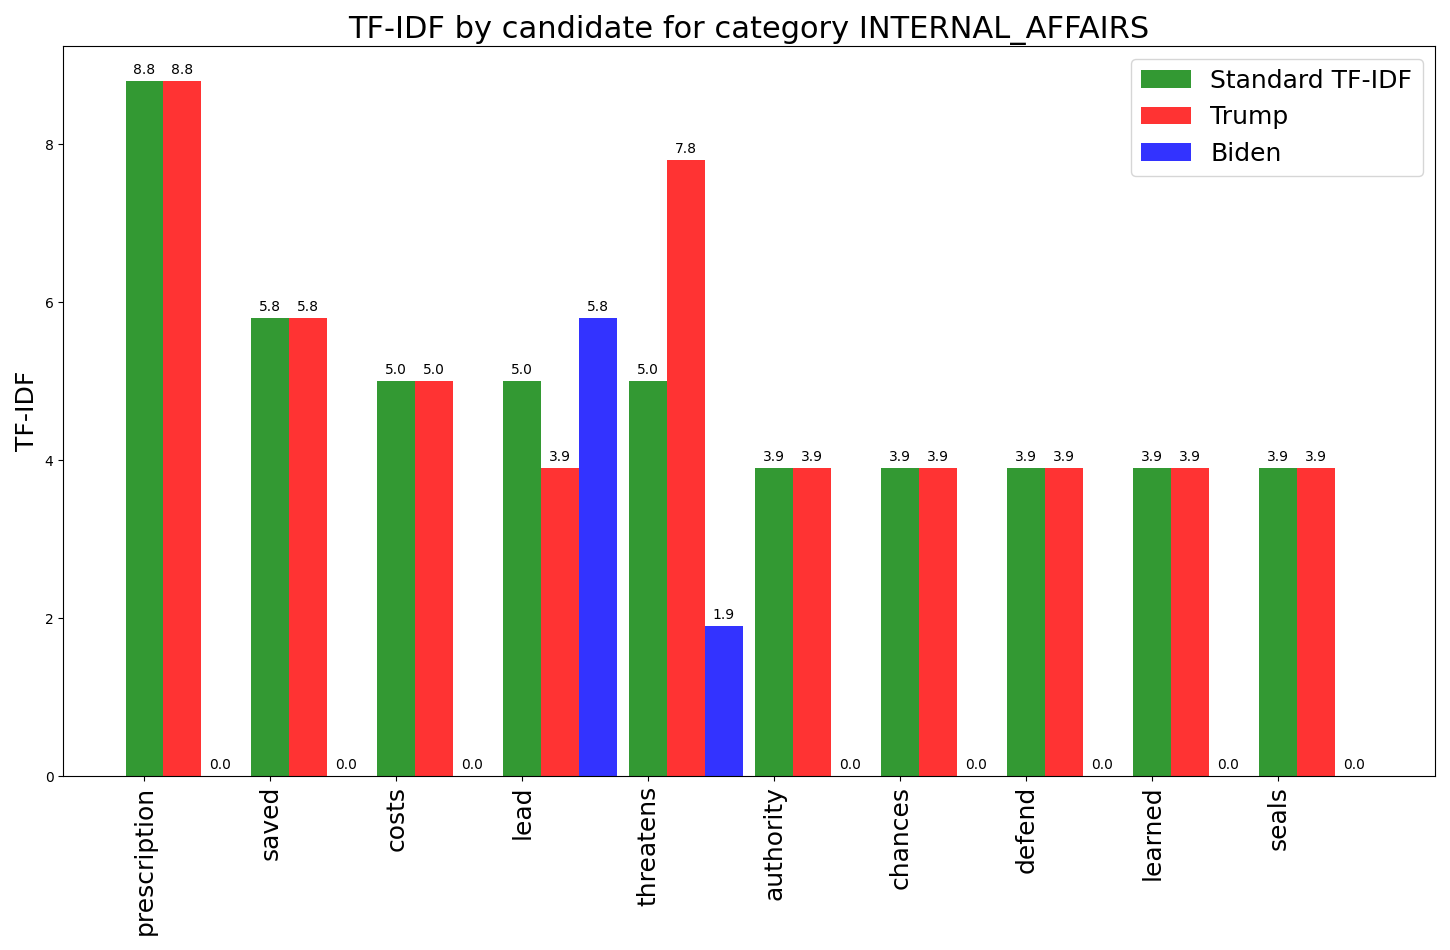 TF-IDF by candidate for category INTERNAL_AFFAIRS
Standard TF-IDF
Trump
Biden
TF-IDF
8
6
4
2
0
8.8 8.8 0.0
5.8 5.8 0.0
5.0 5.0 0.0
5.0 3.9 5.8
5.0 7.8 1.9
3.9 3.9 0.0
3.9 3.9 0.0
3.9 3.9 0.0
3.9 3.9 0.0
3.9 3.9 0.0
prescription
saved
costs
lead
threatens
authority
chances
defend
learned
seals